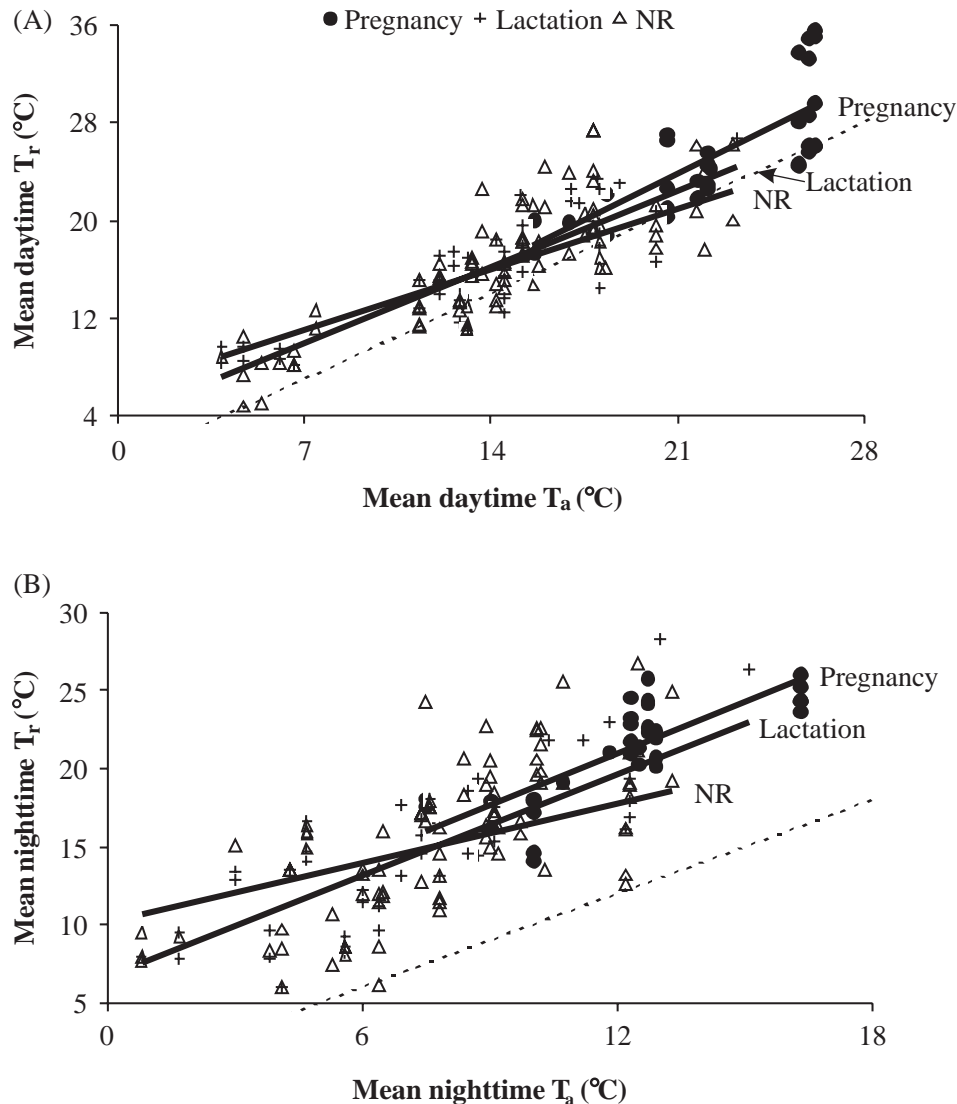 (A)
Pregnancy Lactation NR
Mean daytime Tr (°C)
36
28
20
12
4
Pregnancy
Lactation
NR
0 7 14 21 28
Mean daytime Ta (°C)
(B)
Mean nighttime Tr (°C)
30
25
20
15
10
5
Pregnancy
Lactation
NR
0 6 12 18
Mean nighttime Ta (°C)